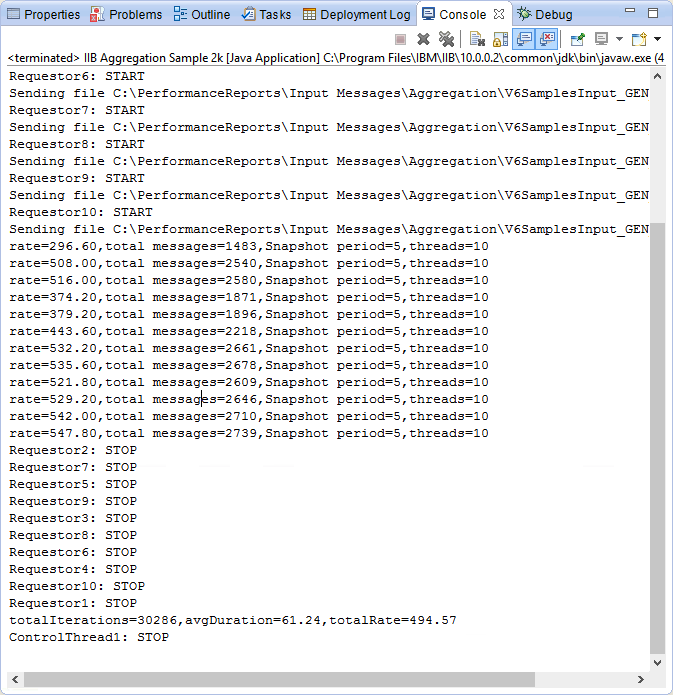 Properties Problems Outline Tasks Deployment Log Console Debug
<terminated> IIB Aggregation Sample 2k [Java Application] C:\Program Files\IBM\IIB\10.0.0.2\common\jdk\bin\javaw.exe (4
Requestor6: START
Sending file C:\PerformanceReports\Input Messages\Aggregation\V6SamplesInput_GEN
Requestor7: START
Sending file C:\PerformanceReports\Input Messages\Aggregation\V6SamplesInput_GEN
Requestor8: START
Sending file C:\PerformanceReports\Input Messages\Aggregation\V6SamplesInput_GEN
Requestor9: START
Sending file C:\PerformanceReports\Input Messages\Aggregation\V6SamplesInput_GEN
Requestor10: START
Sending file C:\PerformanceReports\Input Messages\Aggregation\V6SamplesInput_GEN
rate=296.60,total messages=1483,Snapshot period=5,threads=10
rate=508.00,total messages=2540,Snapshot period=5,threads=10
rate=516.00,total messages=2580,Snapshot period=5,threads=10
rate=374.20,total messages=1871,Snapshot period=5,threads=10
rate=379.20,total messages=1896,Snapshot period=5,threads=10
rate=443.60,total messages=2218,Snapshot period=5,threads=10
rate=532.20,total messages=2661,Snapshot period=5,threads=10
rate=535.60,total messages=2678,Snapshot period=5,threads=10
rate=521.80,total messages=2609,Snapshot period=5,threads=10
rate=529.20,total messages=2646,Snapshot period=5,threads=10
rate=542.00,total messages=2710,Snapshot period=5,threads=10
rate=547.80,total messages=2739,Snapshot period=5,threads=10
Requestor2: STOP
Requestor7: STOP
Requestor5: STOP
Requestor9: STOP
Requestor3: STOP
Requestor8: STOP
Requestor6: STOP
Requestor4: STOP
Requestor10: STOP
Requestor1: STOP
totalIterations=30286,avgDuration=61.24,totalRate=494.57
ControlThread1: STOP